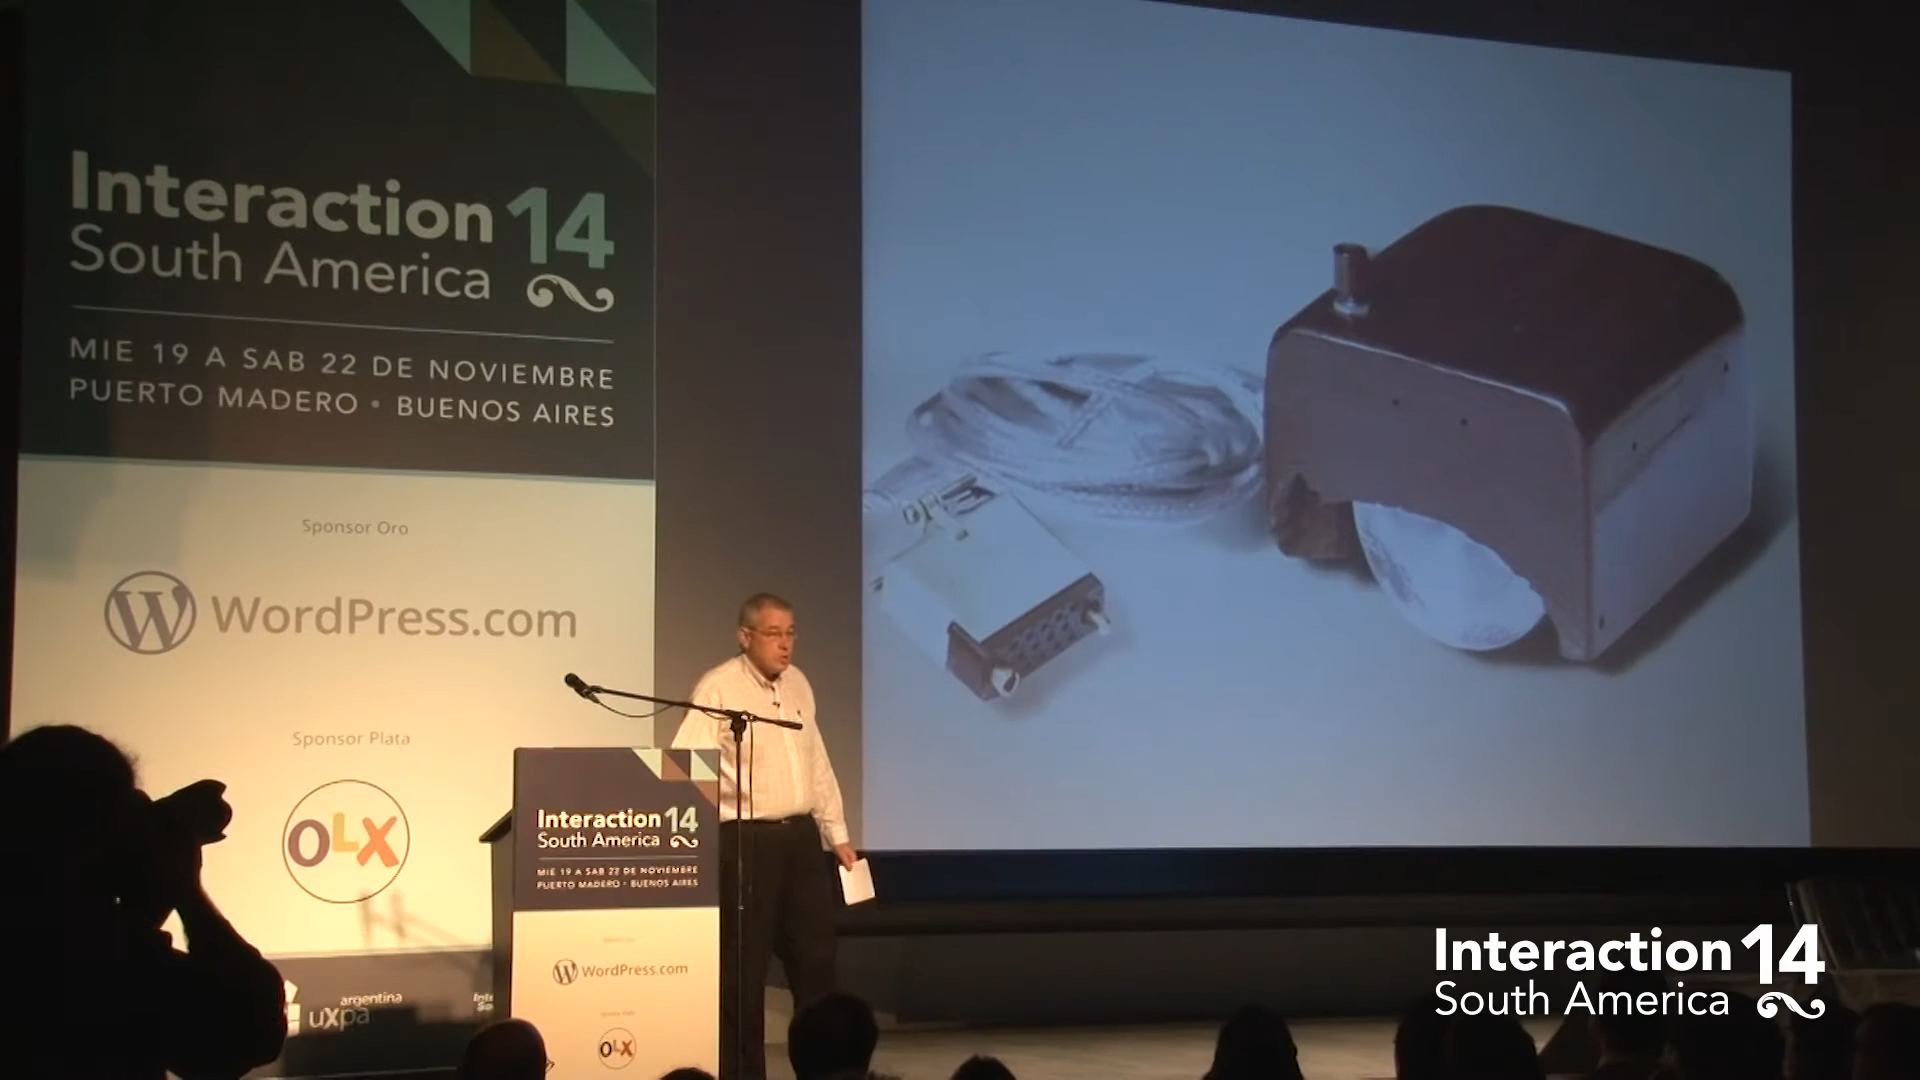 Interaction 14
South America
MIE 19 A SAB 22 DE NOVIEMBRE
PUERTO MADERO • BUENOS AIRES
Sponsor Oro
WordPress.com
Sponsor Plata
OLX
argentina
uxpa
Interaction 14
South America
MIE 19 A SAB 22 DE NOVIEMBRE
PUERTO MADERO • BUENOS AIRES
WordPress.com
OLX
Interaction 14
South America